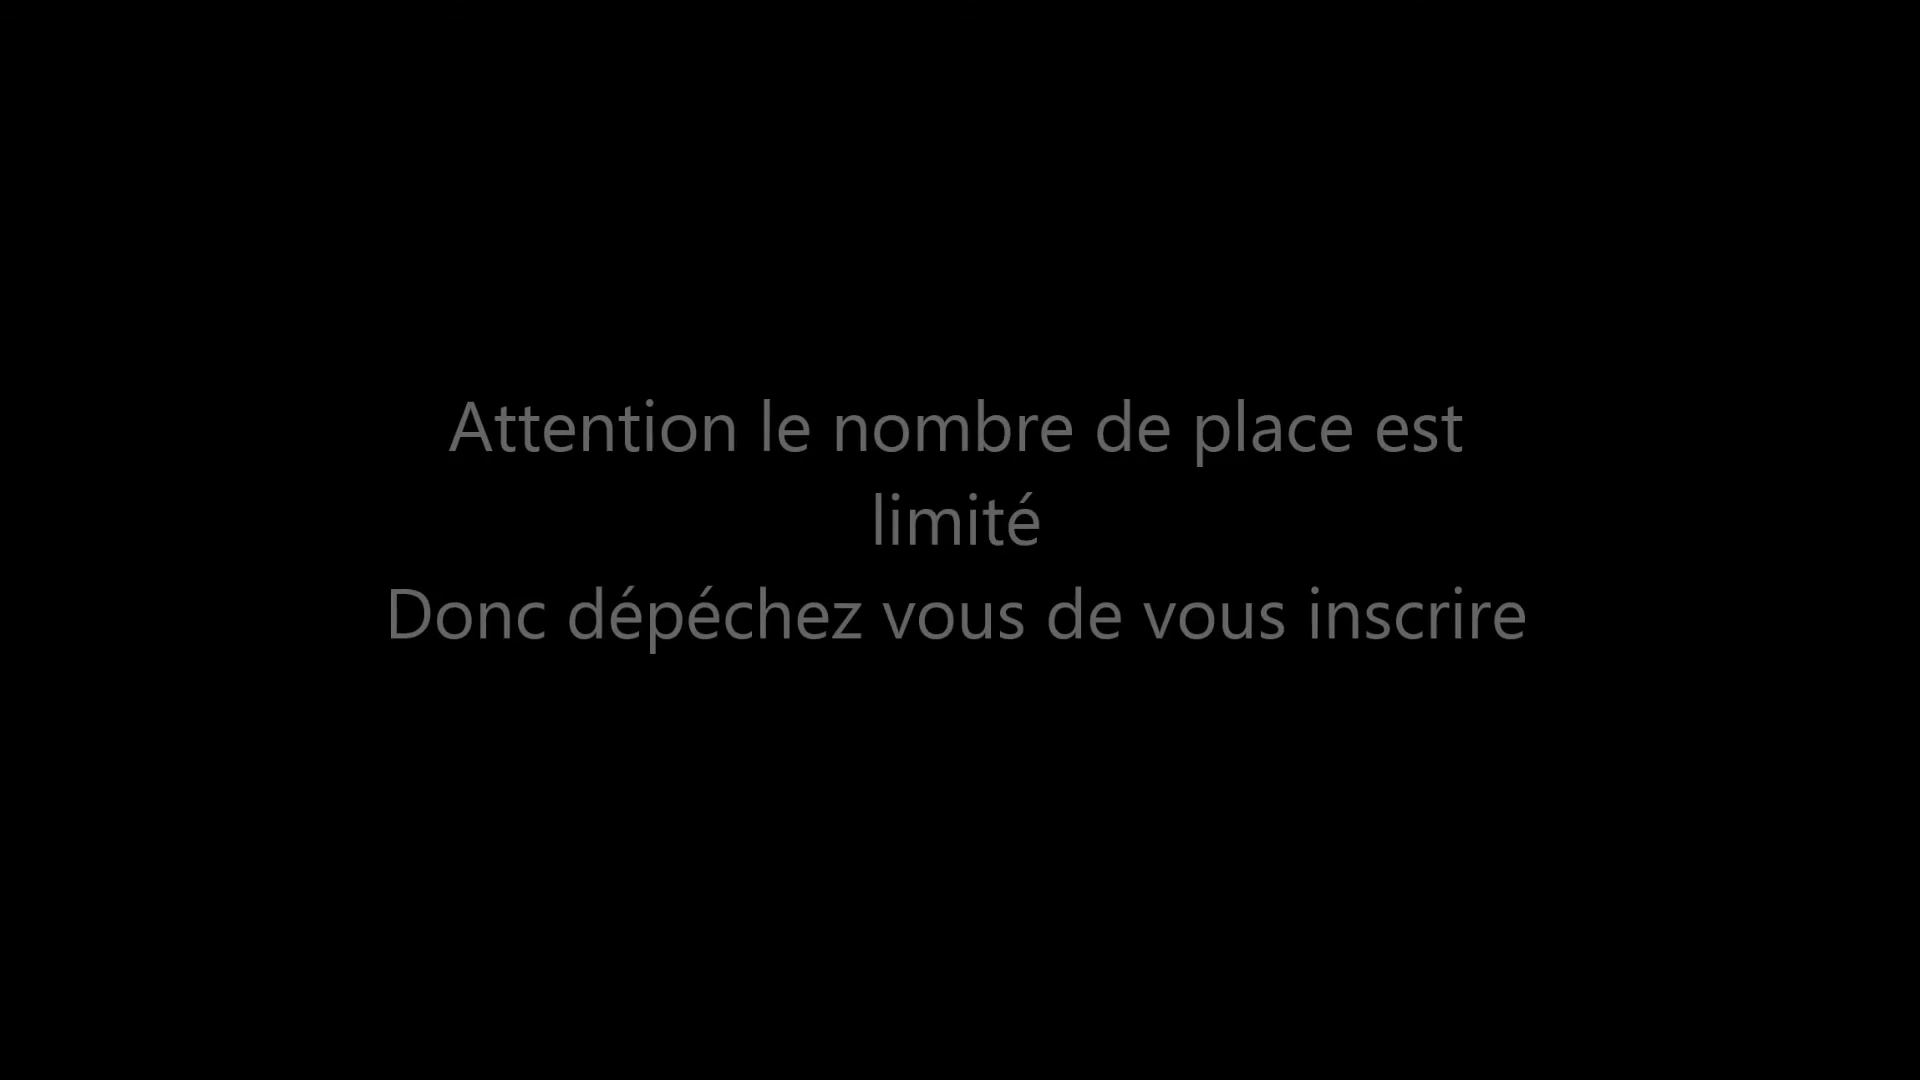 Attention le nombre de place est
limité
Donc dépéchez vous de vous inscrire